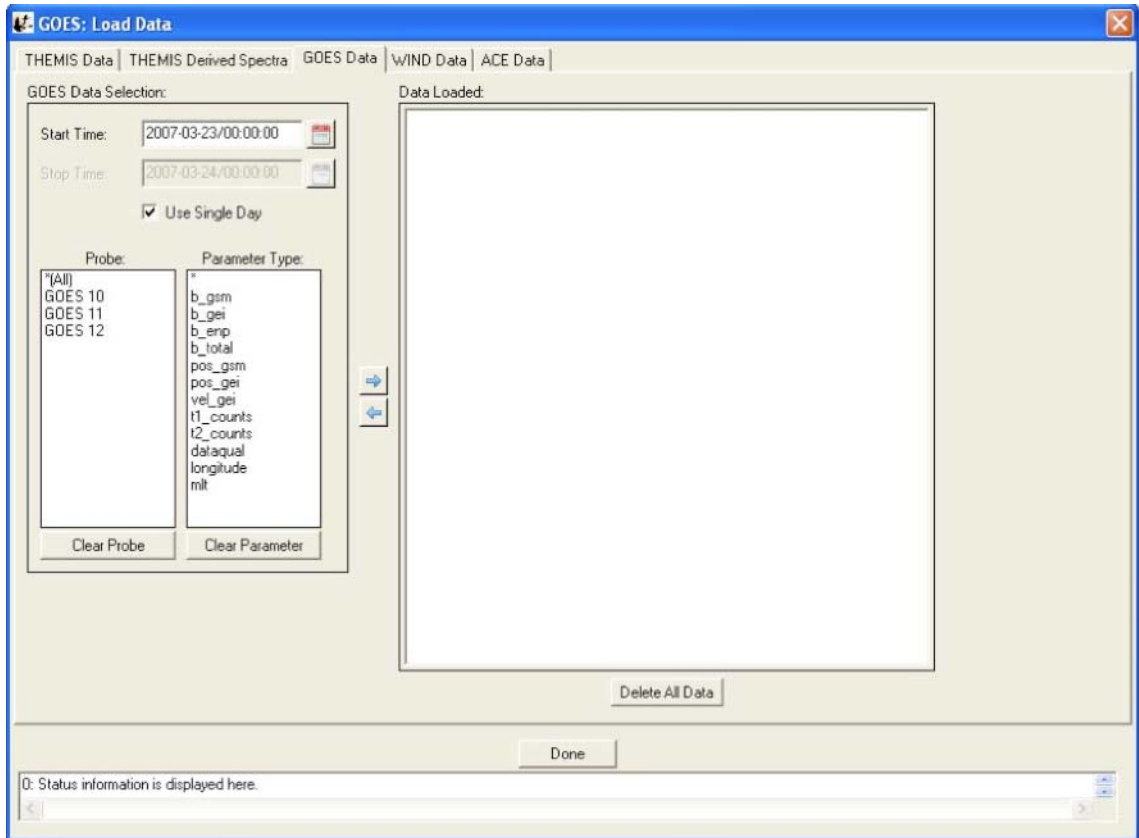 GOES: Load Data
THEMIS Data THEMIS Derived Spectra GOES Data WIND Data ACE Data
GOES Data Selection:
Start Time: 2007-03-23/00:00:00
Stop Time: 2007-03-24/00:00:00
Use Single Day
Probe:
*(All)
GOES 10
GOES 11
GOES 12
Clear Probe
Parameter Type:
*
b_gsm
b_gei
b_enp
b_total
pos_gsm
pos_gei
vel_gei
t1_counts
t2_counts
dataqual
longitude
mlt
Clear Parameter
Data Loaded:
Delete All Data
Done
0: Status information is displayed here.